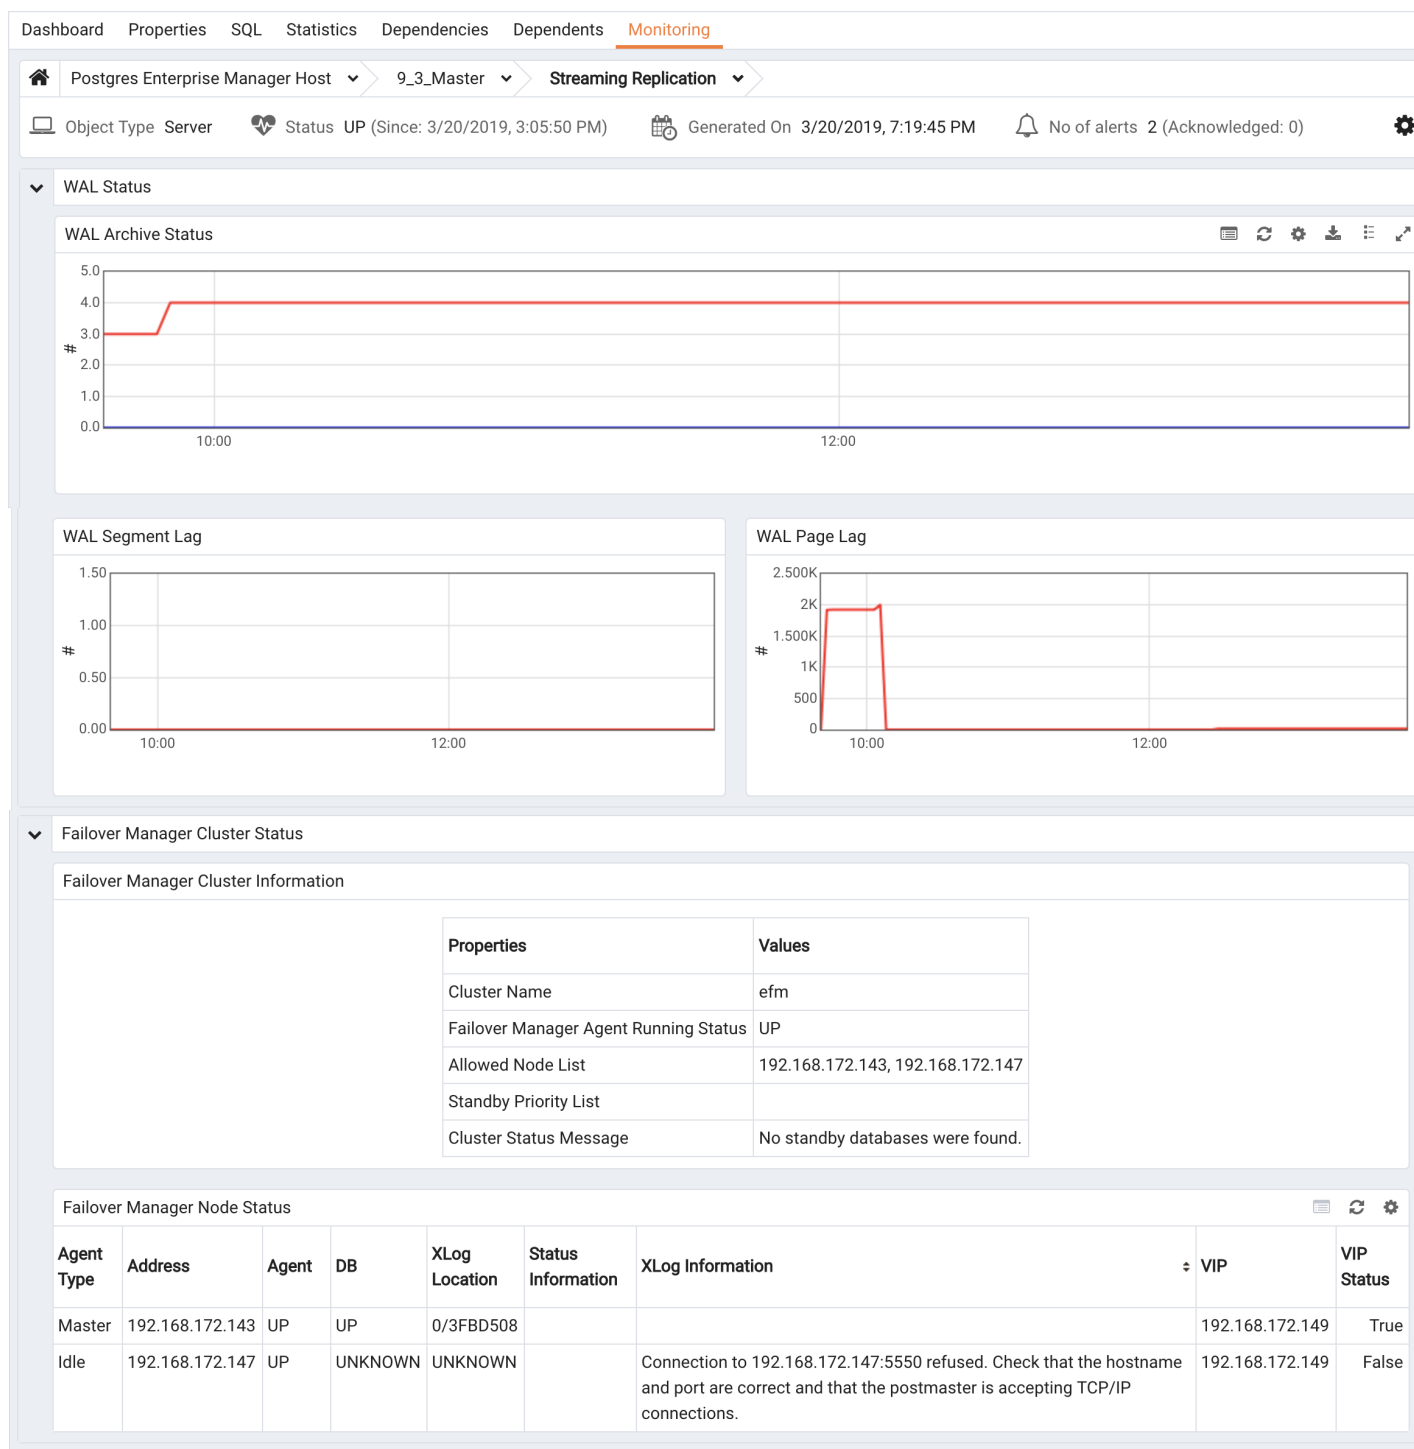 Dashboard Properties SQL Statistics Dependencies Dependents Monitoring
Postgres Enterprise Manager Host 9_3_Master Streaming Replication
Object Type Server Status UP (Since: 3/20/2019, 3:05:50 PM) Generated On 3/20/2019, 7:19:45 PM No of alerts 2 (Acknowledged: 0)
WAL Status
WAL Archive Status
5.0
4.0
3.0
#
2.0
1.0
0.0
10:00 12:00
WAL Segment Lag
1.50
1.00
#
0.50
0.00
10:00 12:00
WAL Page Lag
2.500K
2K
1.500K
#
1K
500
0
10:00 12:00
Failover Manager Cluster Status
Failover Manager Cluster Information
Properties Values
Cluster Name efm
Failover Manager Agent Running Status UP
Allowed Node List 192.168.172.143, 192.168.172.147
Standby Priority List
Cluster Status Message No standby databases were found.
Failover Manager Node Status
Agent Type Address Agent DB XLog Location Status Information XLog Information VIP VIP Status
Master 192.168.172.143 UP UP 0/3FBD508 192.168.172.149 True
Idle 192.168.172.147 UP UNKNOWN UNKNOWN Connection to 192.168.172.147:5550 refused. Check that the hostname 192.168.172.149 False
and port are correct and that the postmaster is accepting TCP/IP
connections.